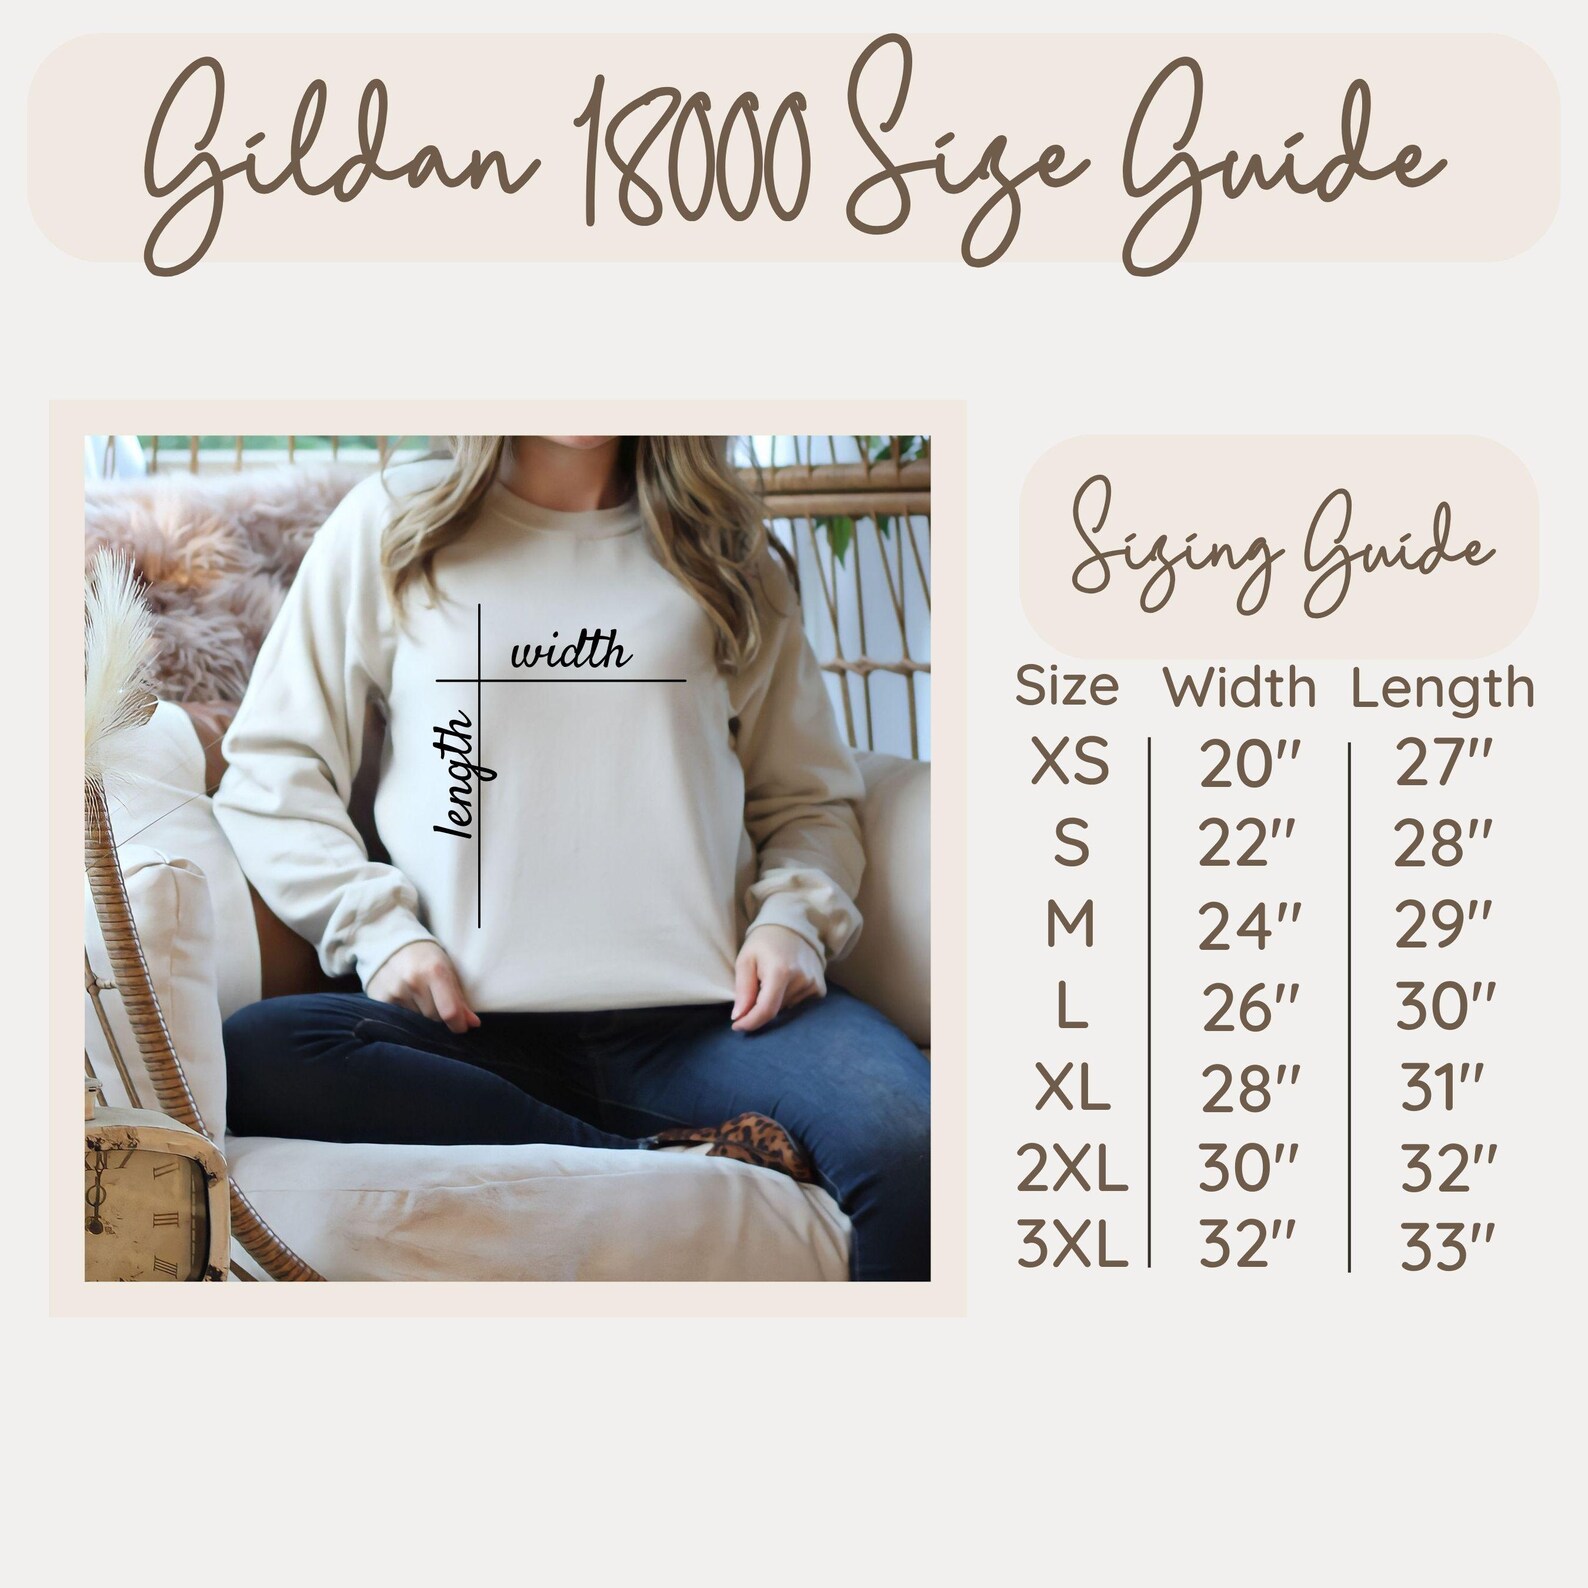 Gildan 18000 Size Guide
Sizing Guide
width
length
Size Width Length
XS 20" 27"
S 22" 28"
M 24" 29"
L 26" 30"
XL 28" 31"
2XL 30" 32"
3XL 32" 33"